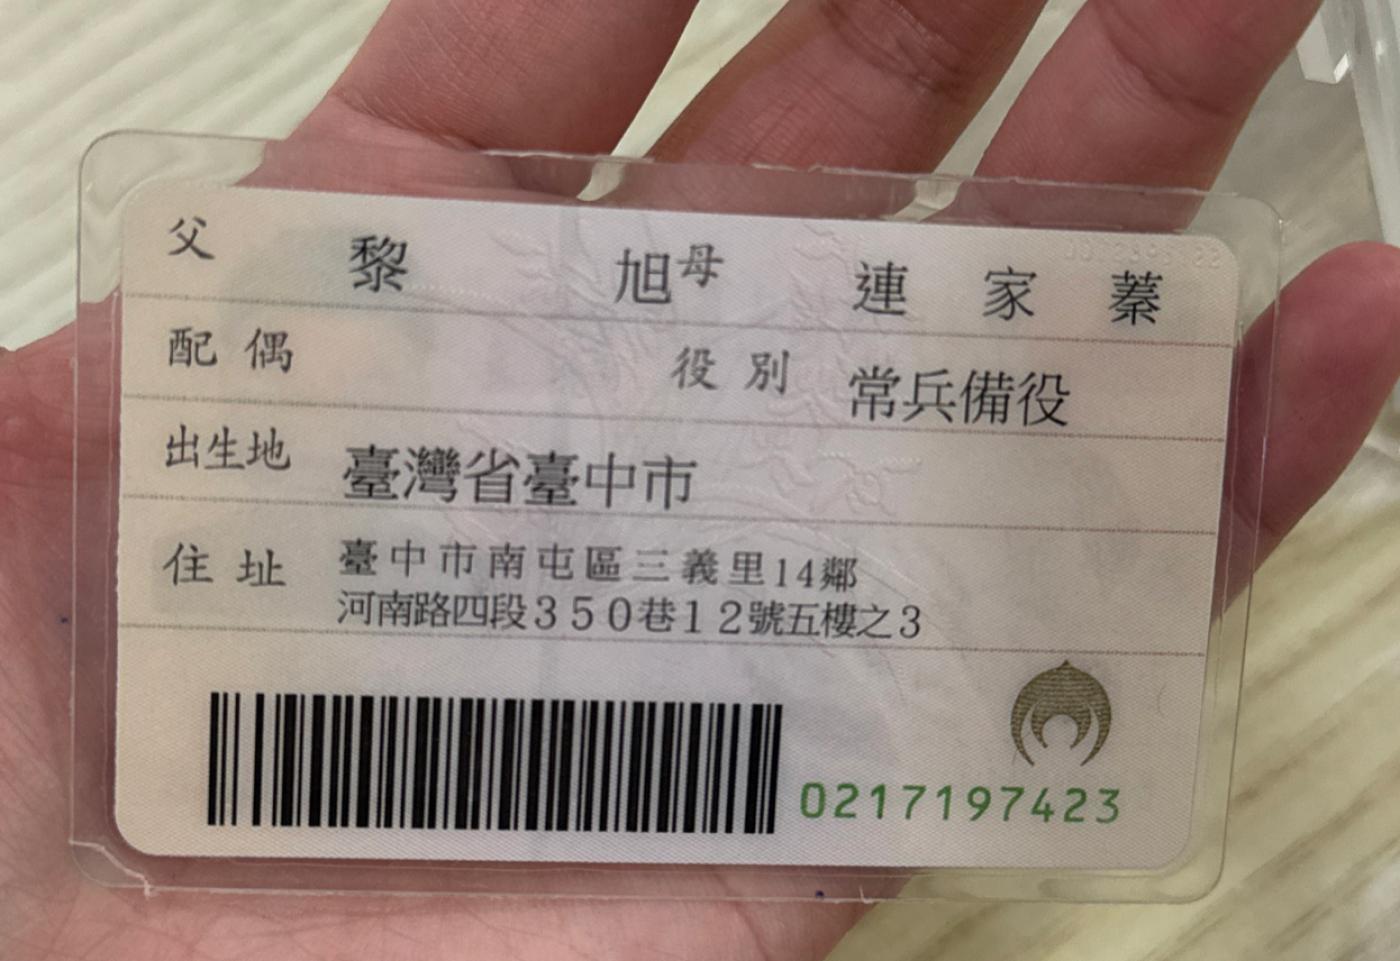 父 黎 旭 母 連 家 蓁
配偶 役別 常兵備役
出生地 臺灣省臺中市
住址 臺中市南屯區三義里14鄰
河南路四段350巷12號五樓之3
0217197423